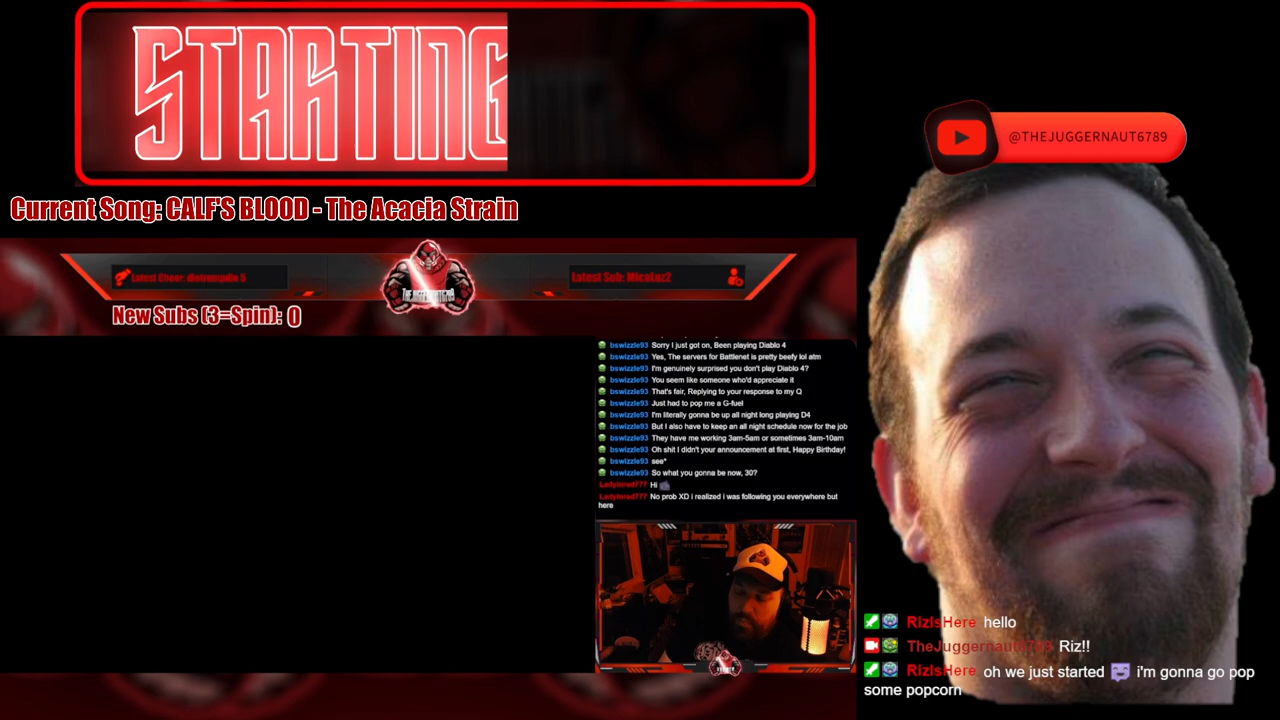 STARTING
@THEJUGGERNAUT6789
Current Song: CALF'S BLOOD - The Acacia Strain
Latest Sub: MicaLuz2
New Subs (3=Spin): 0
bswizzle93 Sorry I just got on, Been playing Diablo 4
bswizzle93 Yes, The servers for Battlenet is pretty beefy lol atm
bswizzle93 I'm genuinely surprised you don't play Diablo 4?
bswizzle93 You seem like someone who'd appreciate it
bswizzle93 That's fair, Replying to your response to my Q
bswizzle93 Just had to pop me a G-fuel
bswizzle93 I'm literally gonna be up all night long playing D4
bswizzle93 But I also have to keep an all night schedule now for the job
bswizzle93 They have me working 3am-5am or sometimes 3am-10am
bswizzle93 Oh shit I didn't your announcement at first, Happy Birthday!
bswizzle93 see*
bswizzle93 So what you gonna be now, 30?
Ladyinred777 Hi
Ladyinred777 No prob XD i realized i was following you everywhere but
here
RizIsHere hello
TheJuggernaut6789 Riz!!
RizIsHere oh we just started i'm gonna go pop
some popcorn